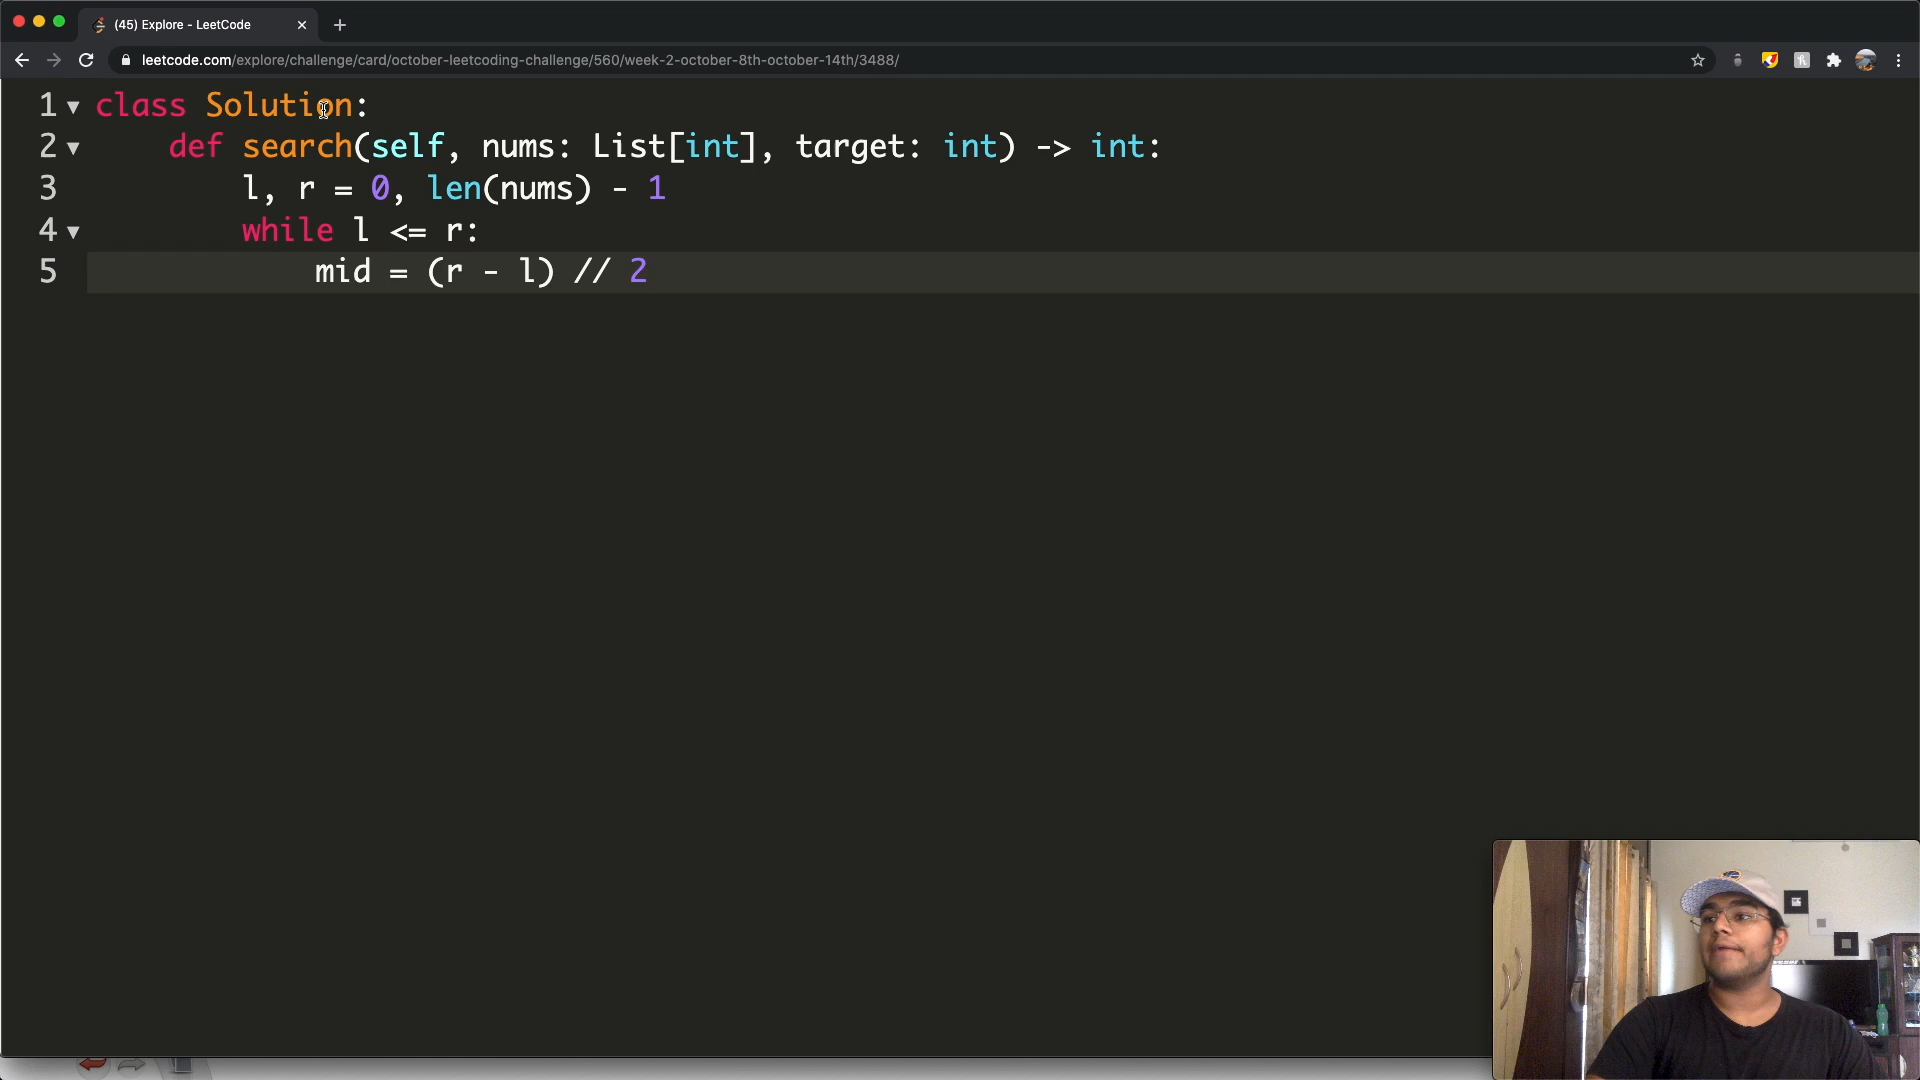 (45) Explore - LeetCode
leetcode.com/explore/challenge/card/october-leetcoding-challenge/560/week-2-october-8th-october-14th/3488/
1 class Solution:
2 def search(self, nums: List[int], target: int) -> int:
3 l, r = 0, len(nums) - 1
4 while l <= r:
5 mid = (r - l) // 2